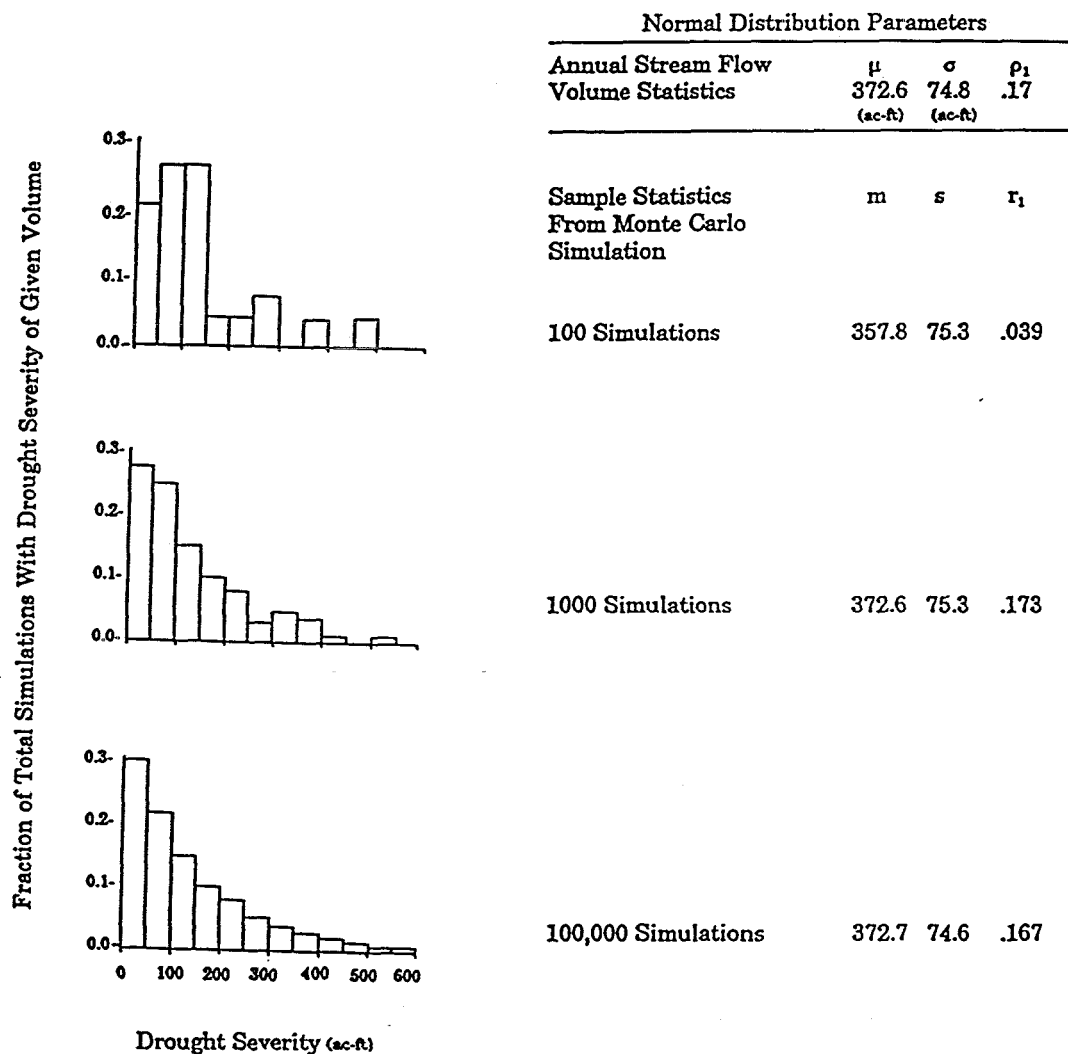 Normal Distribution Parameters
Annual Stream Flow μ σ ρ₁
Volume Statistics 372.6 74.8 .17
(ac-ft) (ac-ft)
Sample Statistics m s r₁
From Monte Carlo
Simulation
Fraction of Total Simulations With Drought Severity of Given Volume
0.3-
0.2-
0.1-
0.0-
100 Simulations 357.8 75.3 .039
0.3-
0.2-
0.1-
0.0-
1000 Simulations 372.6 75.3 .173
0.3-
0.2-
0.1-
0.0-
100,000 Simulations 372.7 74.6 .167
0 100 200 300 400 500 600
Drought Severity (ac-ft)